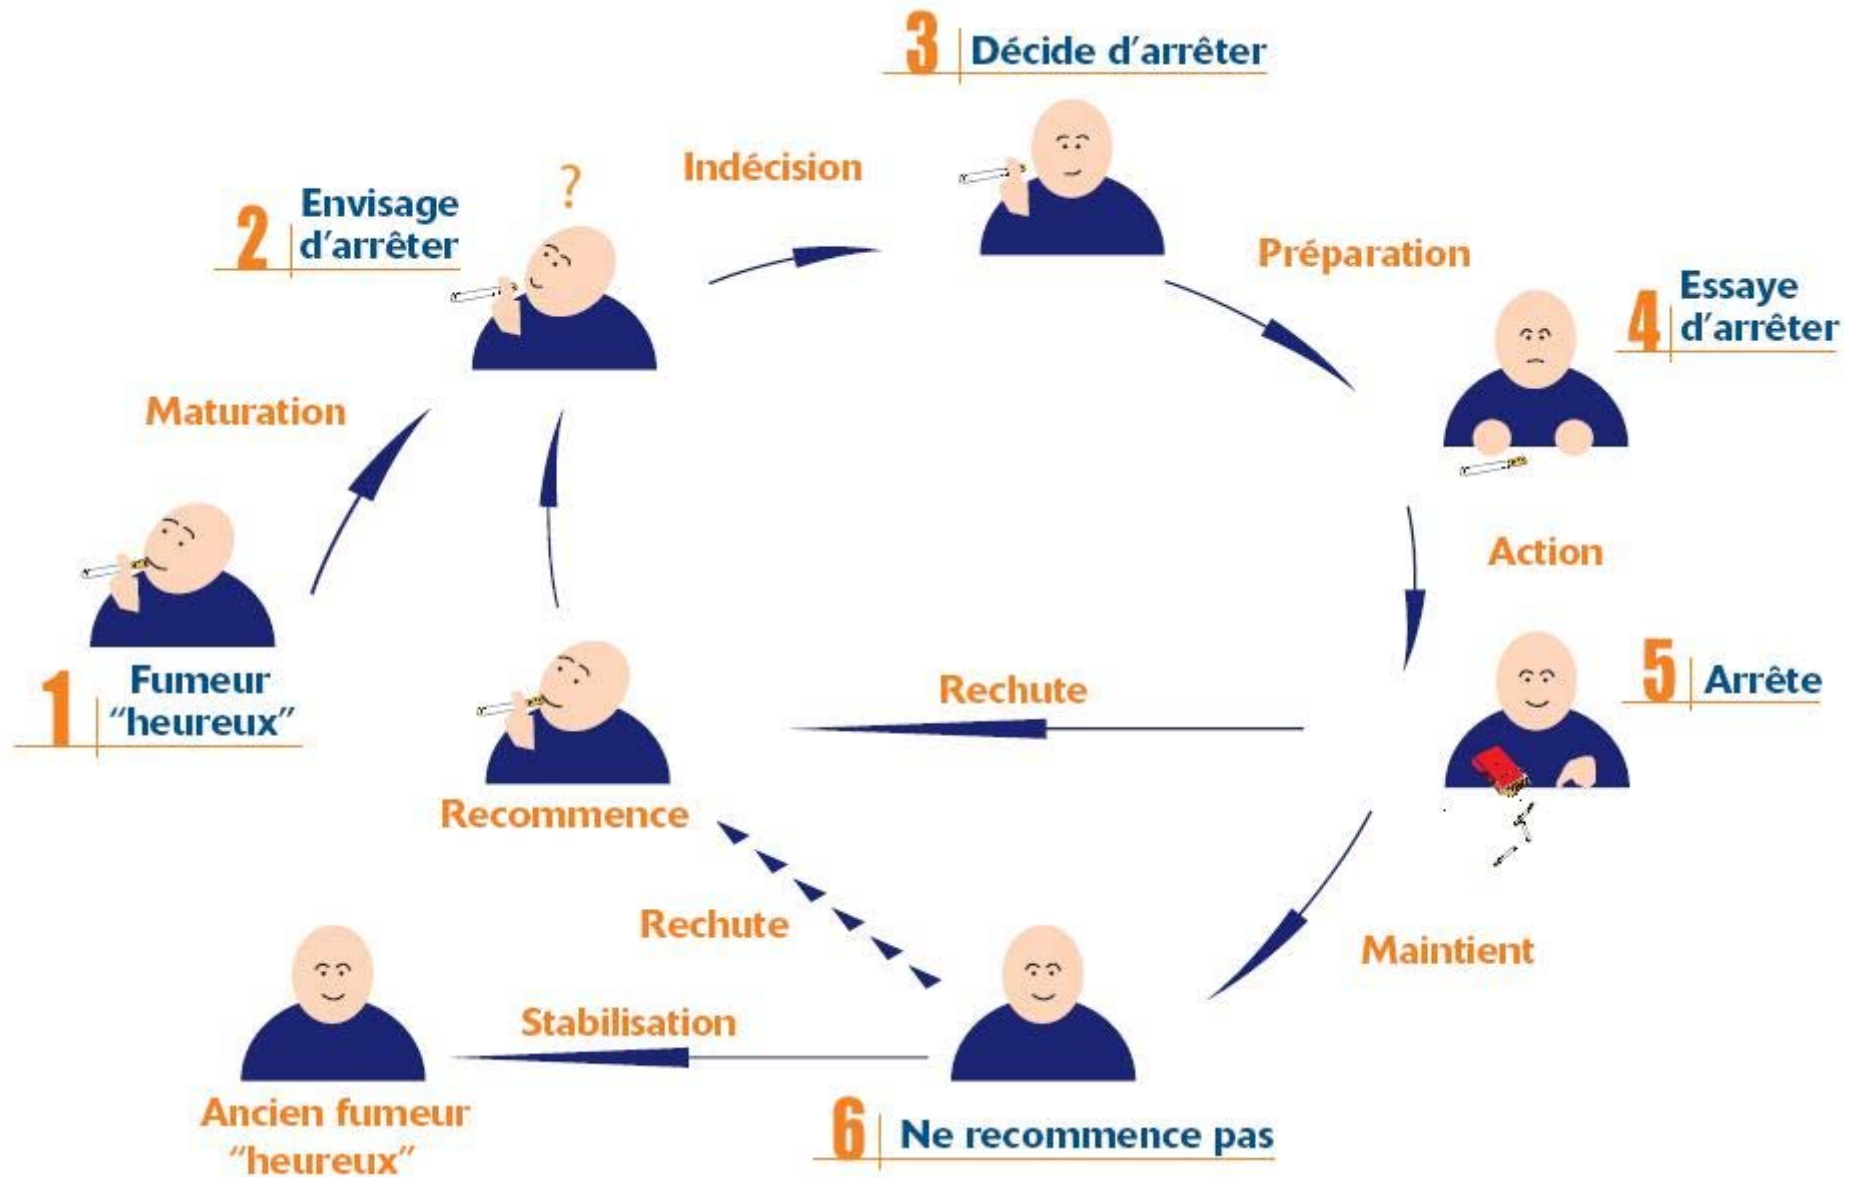 3 Décide d'arrêter
?
Indécision
2 Envisage
d'arrêter
Préparation
4 Essaye
d'arrêter
Maturation
Action
1 Fumeur
"heureux"
5 Arrête
Rechute
Recommence
Rechute
Maintient
Stabilisation
Ancien fumeur
"heureux"
6 Ne recommence pas